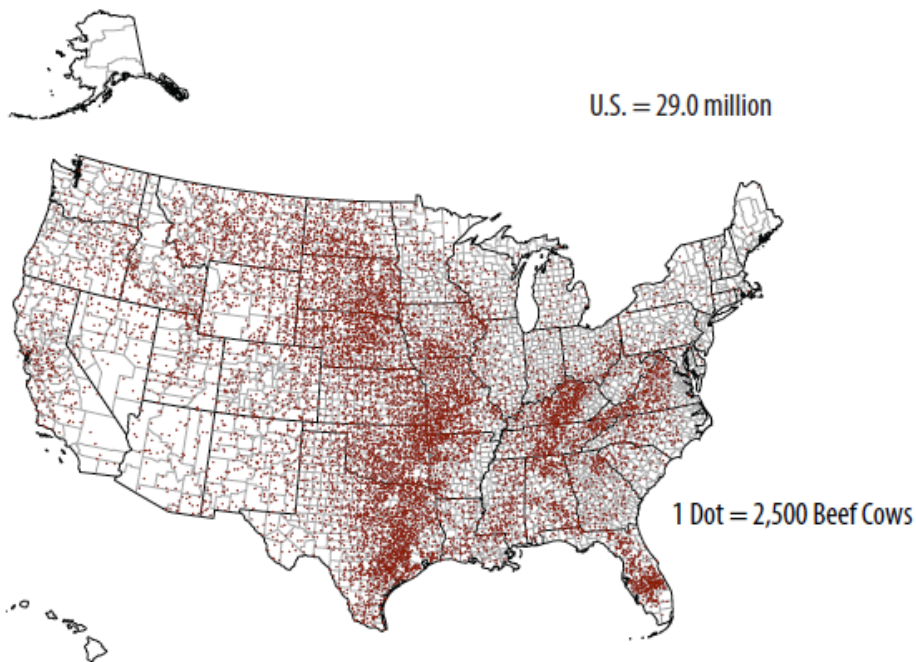 U.S. = 29.0 million
1 Dot = 2,500 Beef Cows